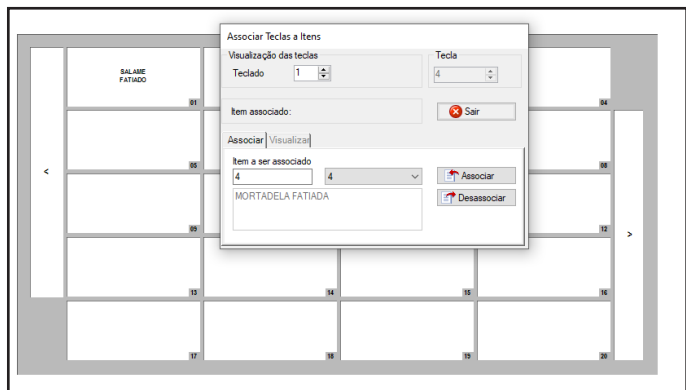 Associar Teclas a Itens
Visualização das teclas
Teclado 1
Tecla
4
Item associado:
Sair
Associar Visualizar
Item a ser associado
4 4
MORTADELA FATIADA
Associar
Desassociar
<
SALAME
FATIADO
01
04
05
08
09
12
>
13
14
15
16
17
18
19
20